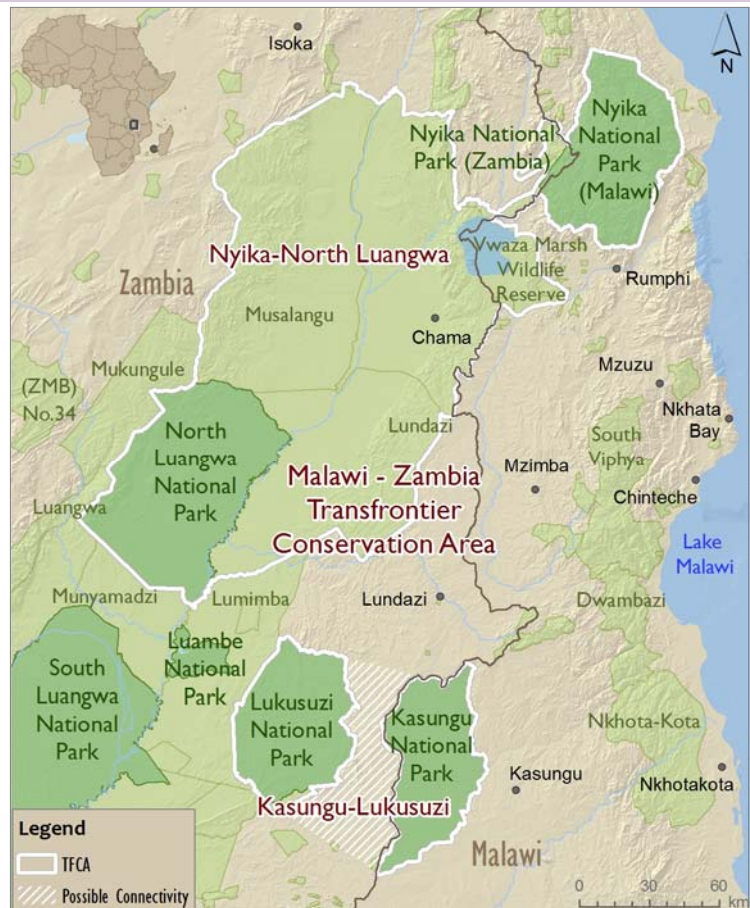 Isoka
N
Nyika National
Park (Zambia)
Nyika
National
Park
(Malawi)
Nyika-North Luangwa
Vwaza Marsh
Wildlife
Reserve
Rumphi
Zambia
Musalangu
Chama
Mukungule
(ZMB)
No.34
Mzuzu
Nkhata
Bay
North
Luangwa
National
Park
Lundazi
South
Viphya
Malawi - Zambia
Transfrontier
Conservation Area
Mzimba
Chinteche
Luangwa
Lake
Malawi
Munyamadzi
Lumimba
Lundazi
Dwambazi
South
Luangwa
National
Park
Luambe
National
Park
Lukusuzi
National
Park
Kasungu
National
Park
Nkhota-Kota
Kasungu
Nkhotakota
Kasungu-Lukusuzi
Malawi
Legend
TFCA
Possible Connectivity
0 30 60
km